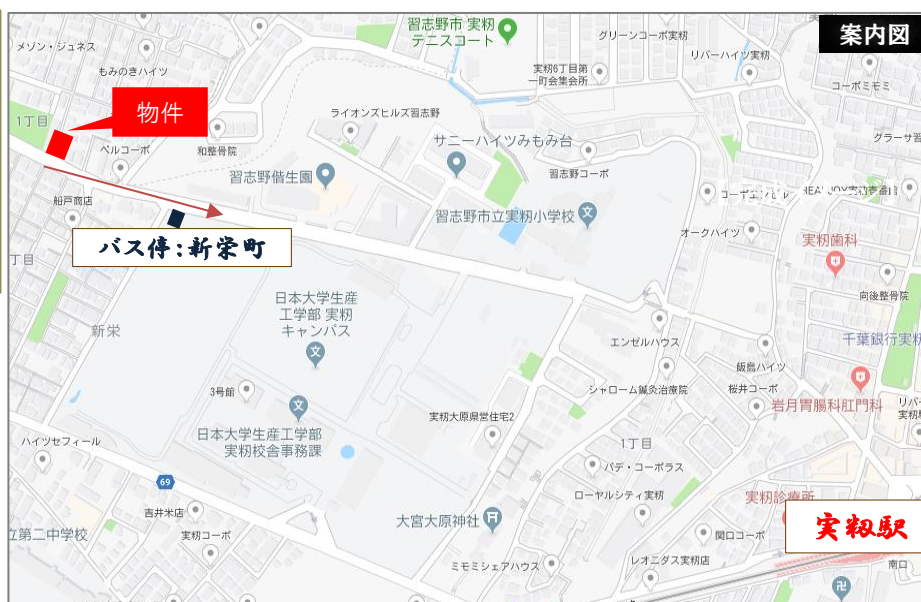 案内図
習志野市 実籾
テニスコート
グリーンコーポ実籾
メゾン・ジュネス
リバーハイツ実籾
もみのきハイツ
実籾6丁目第
一町会集会所
コーポミモミ
物件
1丁目
ライオンズヒルズ習志野
サニーハイツみもみ台
グラーサ習
ベルコーポ
和整骨院
習志野偕生園
習志野コーポ
船戸商店
習志野市立実籾小学校
オークハイツ
実籾歯科
バス停:新栄町
丁目
向後整骨院
日本大学生産
工学部 実籾
キャンパス
新栄
エンゼルハウス
千葉銀行実籾
飯島ハイツ
3号館
シャローム鍼灸治療院
桜井コーポ
岩月胃腸科肛門科
リバー
実籾
日本大学生産工学部
実籾校舎事務課
実籾大原県営住宅2
ハイツセフィール
1丁目
パデ・コーポラス
69
ローヤルシティ実籾
実籾診療所
吉井米店
大宮大原神社
実籾駅
立第二中学校
実籾コーポ
関口コーポ
ミモミシェアハウス
レオニダス実籾店
南口